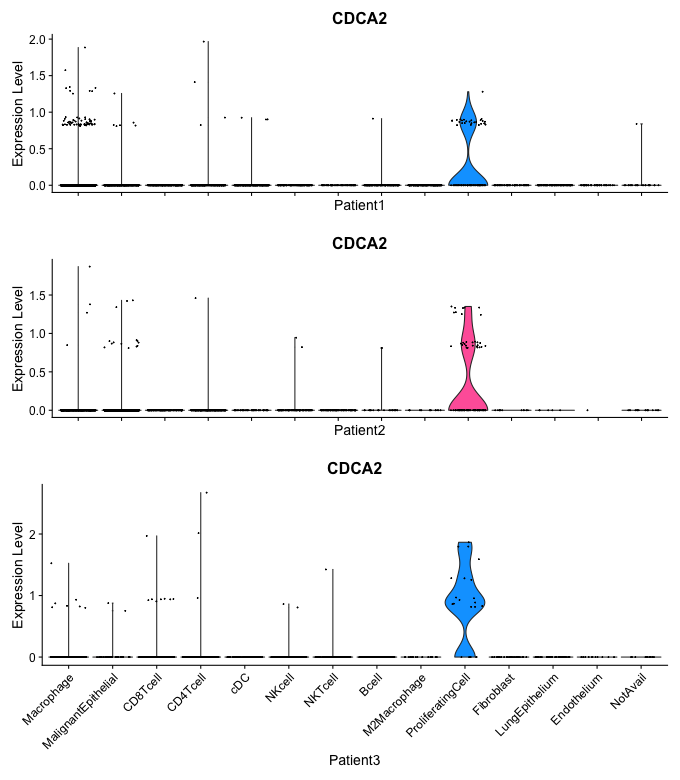 CDCA2
Expression Level
2.0
1.5
1.0
0.5
0.0
Patient1
CDCA2
Expression Level
1.5
1.0
0.5
0.0
Patient2
CDCA2
Expression Level
2
1
0
Macrophage
MalignantEpithelial
CD8Tcell
CD4Tcell
cDC
NKcell
NKTcell
Bcell
M2Macrophage
ProliferatingCell
Fibroblast
LungEpithelium
Endothelium
NotAvail
Patient3